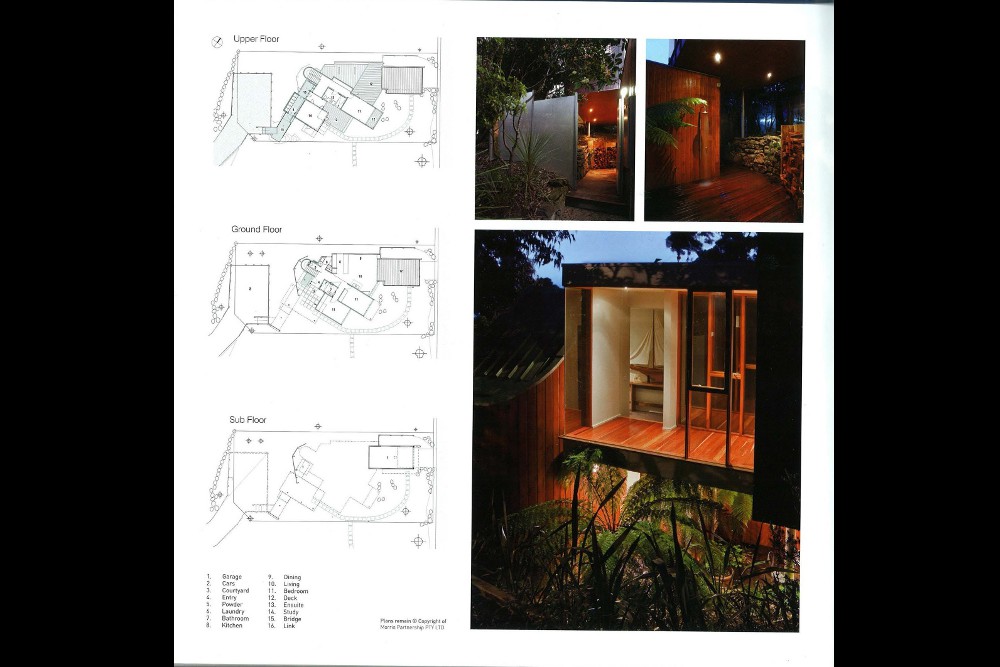 Upper Floor
Ground Floor
Sub Floor
1. Garage
2. Cars
3. Courtyard
4. Entry
5. Powder
6. Laundry
7. Bathroom
8. Kitchen
9. Dining
10. Living
11. Bedroom
12. Deck
13. Ensuite
14. Study
15. Bridge
16. Link
Plans remain © Copyright of
Morris Partnership PTY LTD